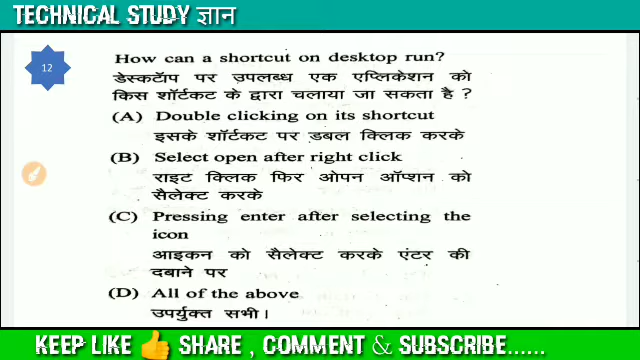 TECHNICAL STUDY ज्ञान
12
How can a shortcut on desktop run?
डेस्कटॉप पर उपलब्ध एक एप्लिकेशन को
किस शॉर्टकट के द्वारा चलाया जा सकता है ?
(A) Double clicking on its shortcut
इसके शॉर्टकट पर डबल क्लिक करके
(B) Select open after right click
राइट क्लिक फिर ओपन ऑप्शन को
सैलेक्ट करके
(C) Pressing enter after selecting the
icon
आइकन को सैलेक्ट करके एंटर की
दबाने पर
(D) All of the above
उपर्युक्त सभी।
KEEP LIKE 👍 SHARE , COMMENT & SUBSCRIBE......